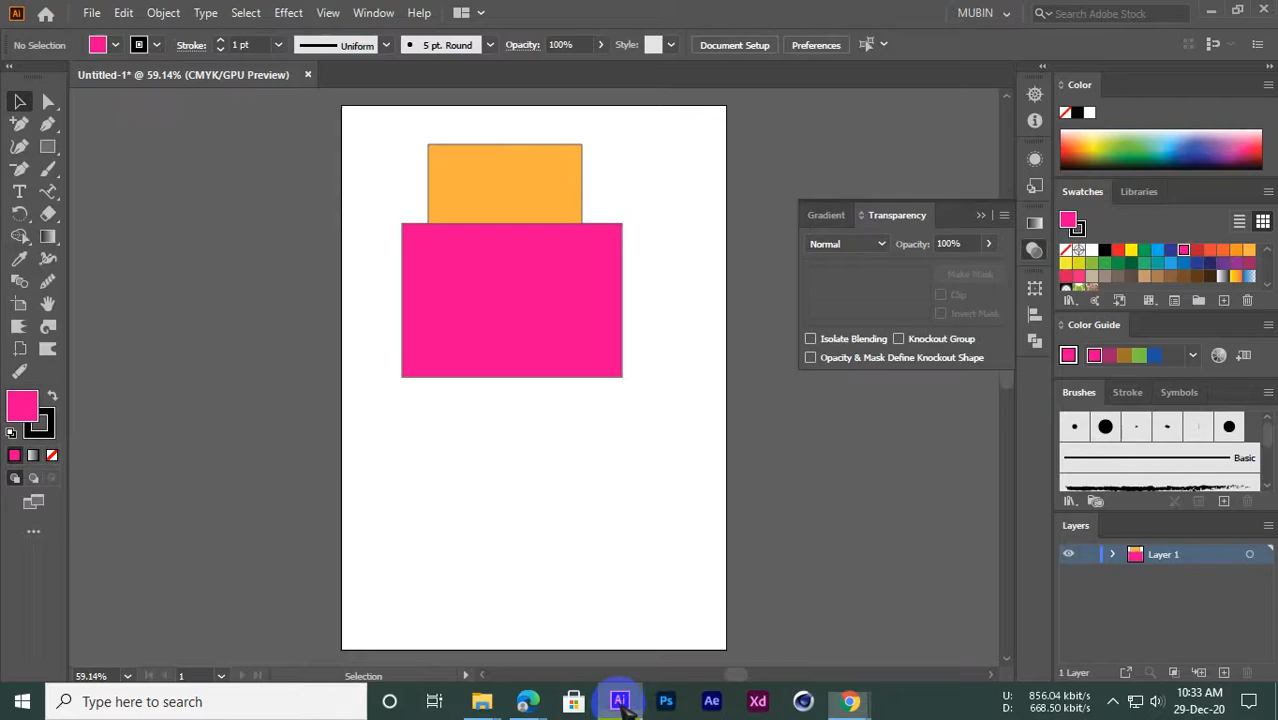 Ai File Edit Object Type Select Effect View Window Help MUBIN Search Adobe Stock
No Selection Stroke: 1 pt Uniform 5 pt. Round Opacity: 100% Style: Document Setup Preferences
Untitled-1* @ 59.14% (CMYK/GPU Preview)
Color
Swatches Libraries
Gradient Transparency
Normal Opacity: 100%
Make Mask
Clip
Invert Mask
Isolate Blending Knockout Group
Opacity & Mask Define Knockout Shape
Color Guide
Brushes Stroke Symbols
Basic
Layers
Layer 1
59.14% 1 Selection 1 Layer
Type here to search Ai Ps Ae Xd
U: 856.04 kbit/s
D: 668.50 kbit/s
10:33 AM
29-Dec-20